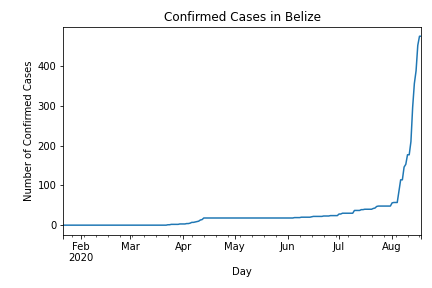 Confirmed Cases in Belize
Number of Confirmed Cases
400
300
200
100
0
Feb Mar Apr May Jun Jul Aug
2020
Day